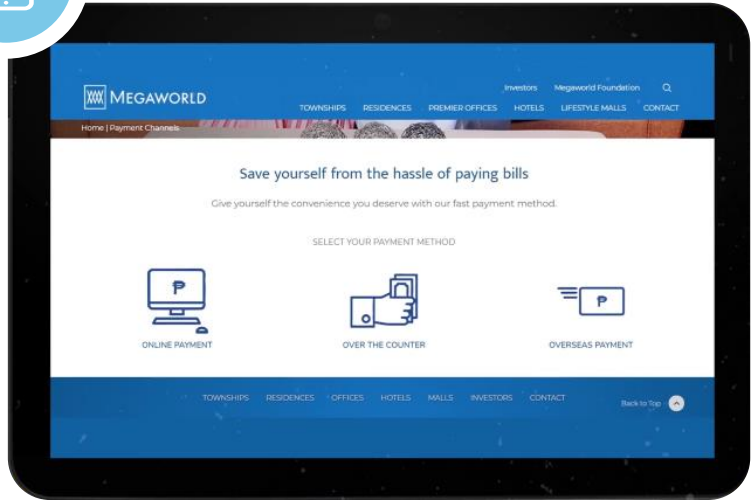 Investors Megaworld Foundation
MEGAWORLD
TOWNSHIPS RESIDENCES PREMIER OFFICES HOTELS LIFESTYLE MALLS CONTACT
Home | Payment Channels
Save yourself from the hassle of paying bills
Give yourself the convenience you deserve with our fast payment method.
SELECT YOUR PAYMENT METHOD
₱ ₱
ONLINE PAYMENT OVER THE COUNTER OVERSEAS PAYMENT
TOWNSHIPS RESIDENCES OFFICES HOTELS MALLS INVESTORS CONTACT
Back to Top